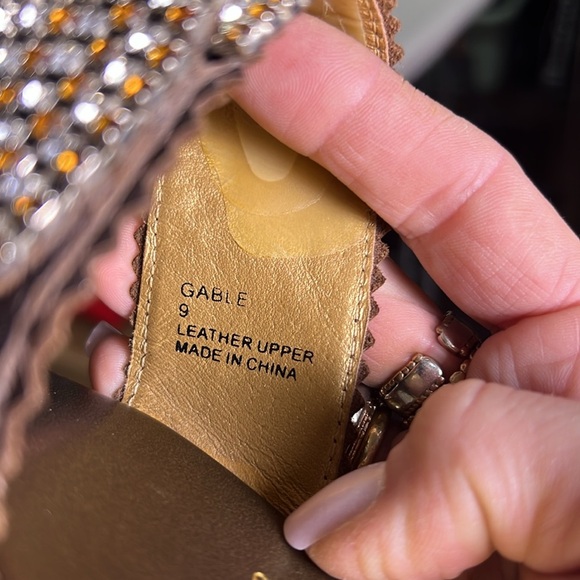 GABLE
9
LEATHER UPPER
MADE IN CHINA